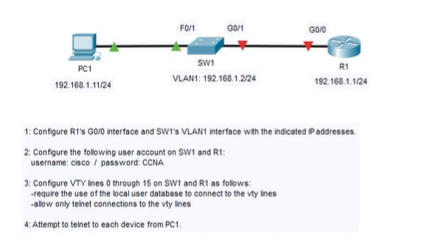 F0/1 G0/1 G0/0
PC1
SW1
R1
192.168.1.11/24
VLAN1: 192.168.1.2/24
192.168.1.1/24
1: Configure R1's G0/0 interface and SW1's VLAN1 interface with the indicated IP addresses.
2: Configure the following user account on SW1 and R1:
username: cisco / password: CCNA
3: Configure VTY lines 0 through 15 on SW1 and R1 as follows:
-require the use of the local user database to connect to the vty lines
-allow only telnet connections to the vty lines
4: Attempt to telnet to each device from PC1.